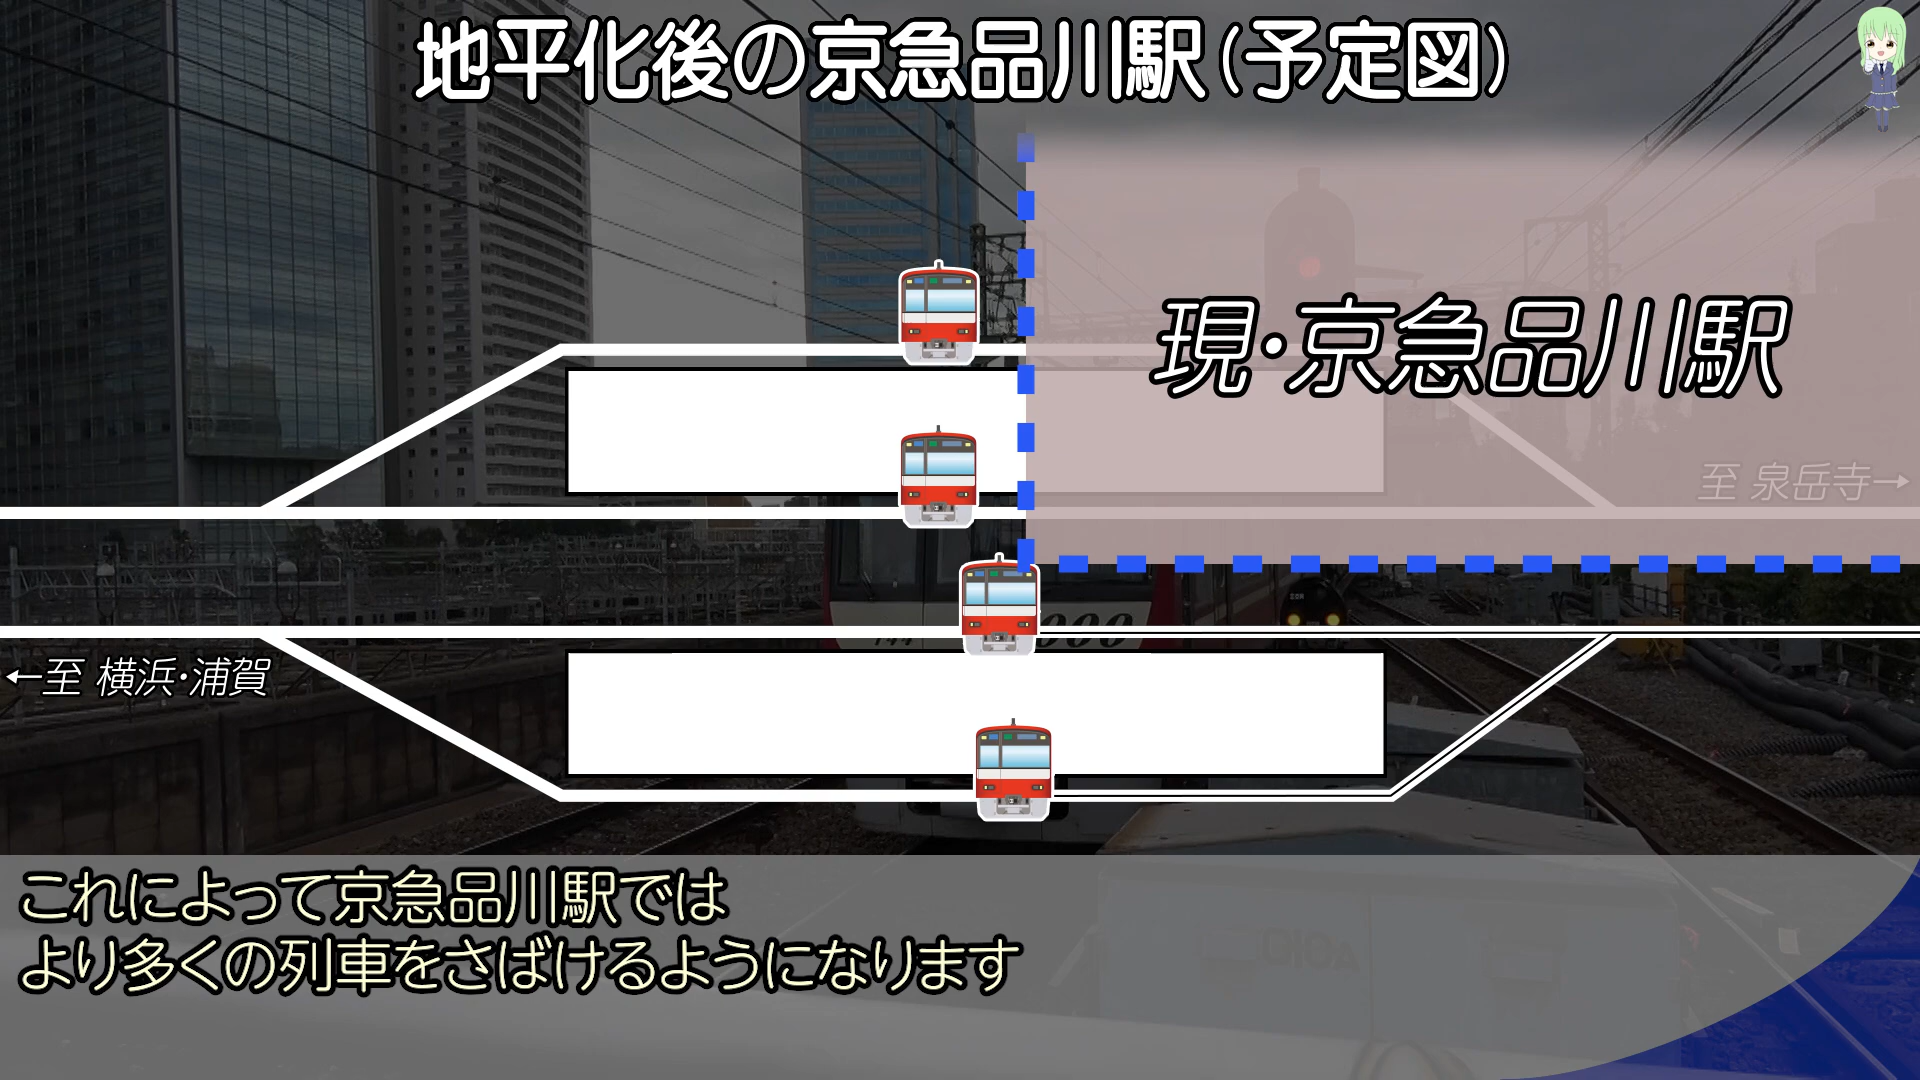 地平化後の京急品川駅(予定図)
現・京急品川駅
至 泉岳寺→
←至 横浜・浦賀
これによって京急品川駅では
より多くの列車をさばけるようになります